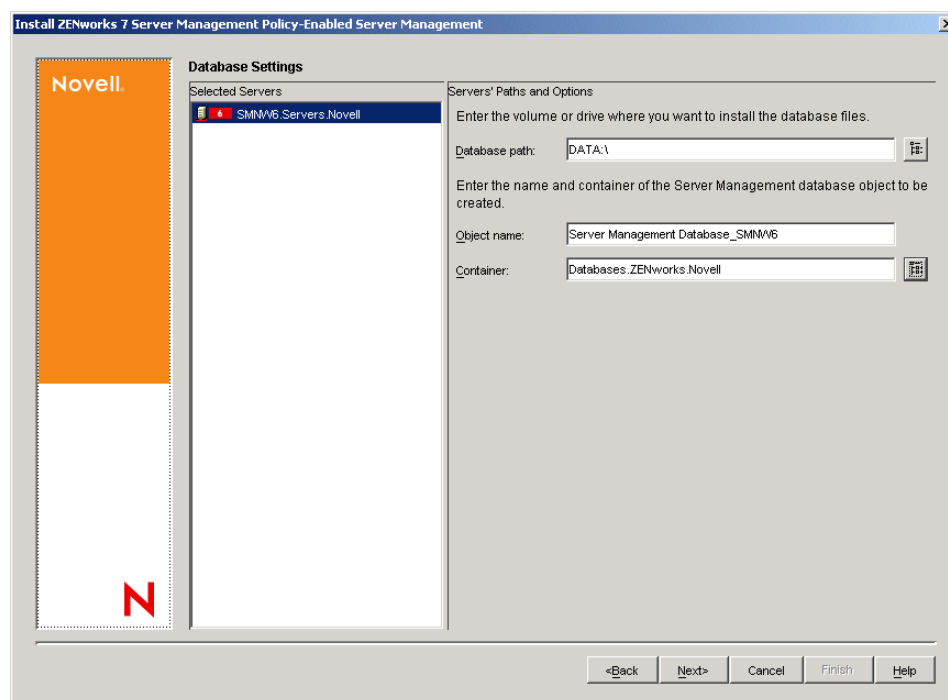 Install ZENworks 7 Server Management Policy-Enabled Server Management
Novell.
Database Settings
Selected Servers
6 SMNW6.Servers.Novell
Servers' Paths and Options
Enter the volume or drive where you want to install the database files.
Database path: DATA:\
Enter the name and container of the Server Management database object to be
created.
Object name: Server Management Database_SMNW6
Container: Databases.ZENworks.Novell
N
<Back Next> Cancel Finish Help